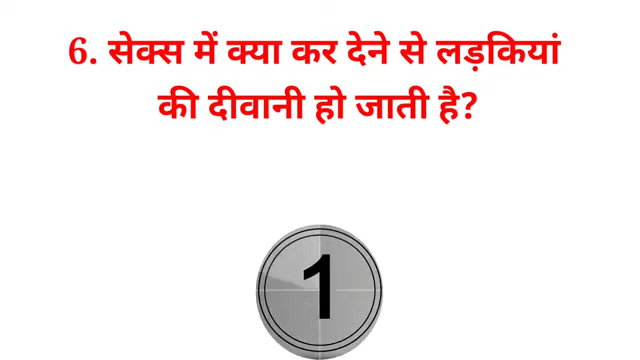 6. सेक्स में क्या कर देने से लड़कियां
की दीवानी हो जाती है?
1